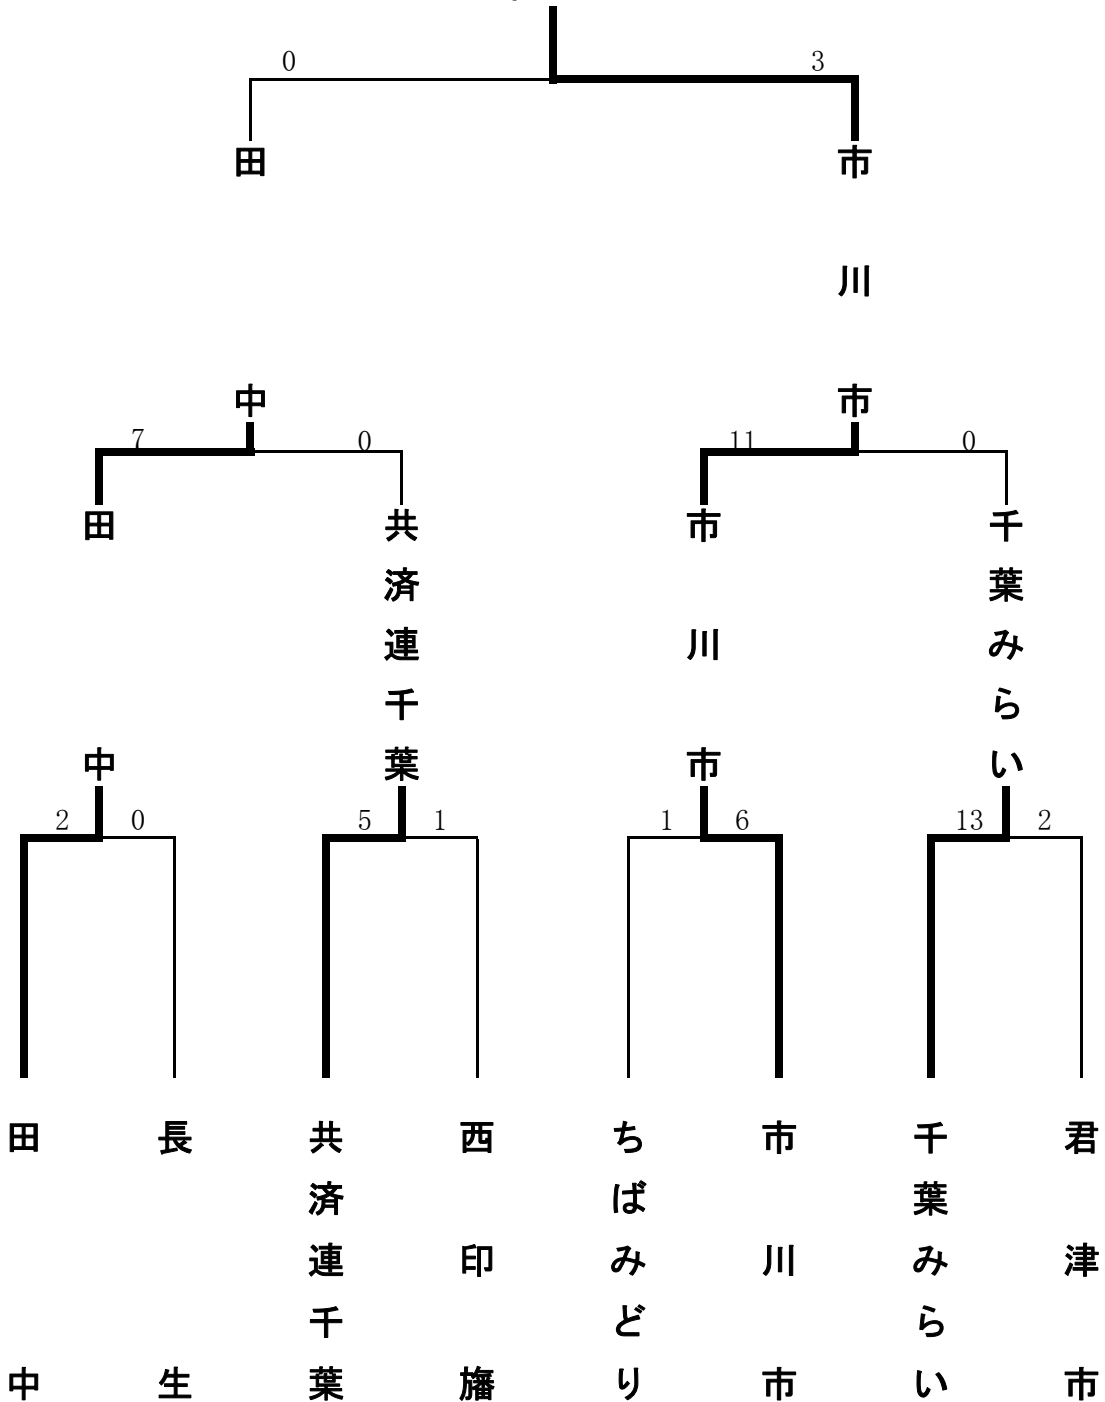 0 3
田中
市川市
7 0 11 0
田中
共済連千葉
市川市
千葉みらい
2 0 5 1 1 6 13 2
田中
長生
共済連千葉
西印旛
ちばみどり
市川市
千葉みらい
君津市